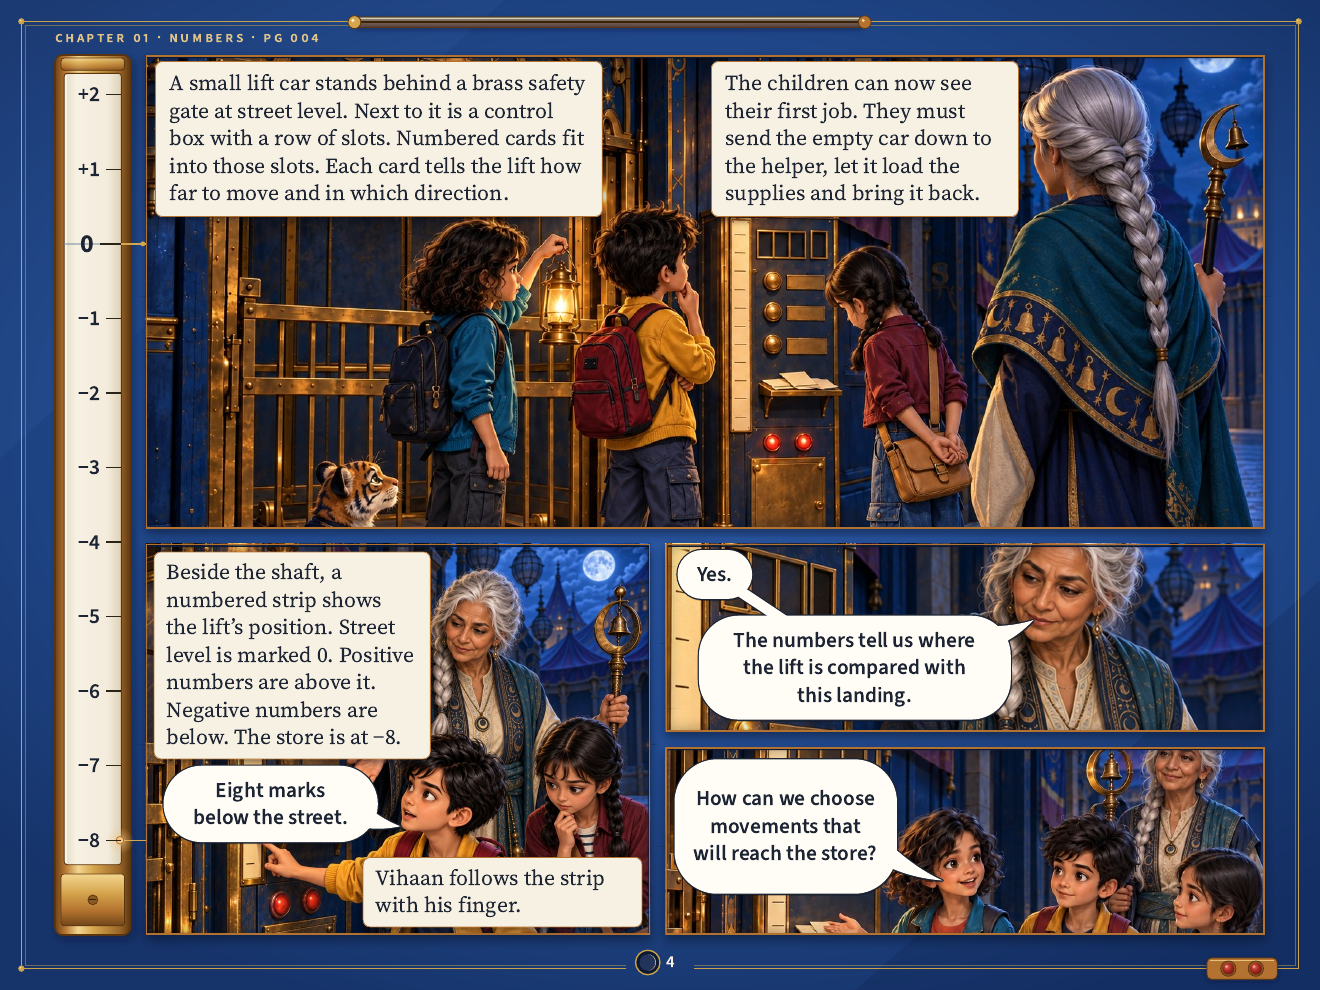 CHAPTER 01 · NUMBERS · PG 004
+2
+1
0
−1
−2
−3
−4
−5
−6
−7
−8
A small lift car stands behind a brass safety
gate at street level. Next to it is a control
box with a row of slots. Numbered cards fit
into those slots. Each card tells the lift how
far to move and in which direction.
The children can now see
their first job. They must
send the empty car down to
the helper, let it load the
supplies and bring it back.
Beside the shaft, a
numbered strip shows
the lift’s position. Street
level is marked 0. Positive
numbers are above it.
Negative numbers are
below. The store is at −8.
Eight marks
below the street.
Vihaan follows the strip
with his finger.
Yes.
The numbers tell us where
the lift is compared with
this landing.
How can we choose
movements that
will reach the store?
4